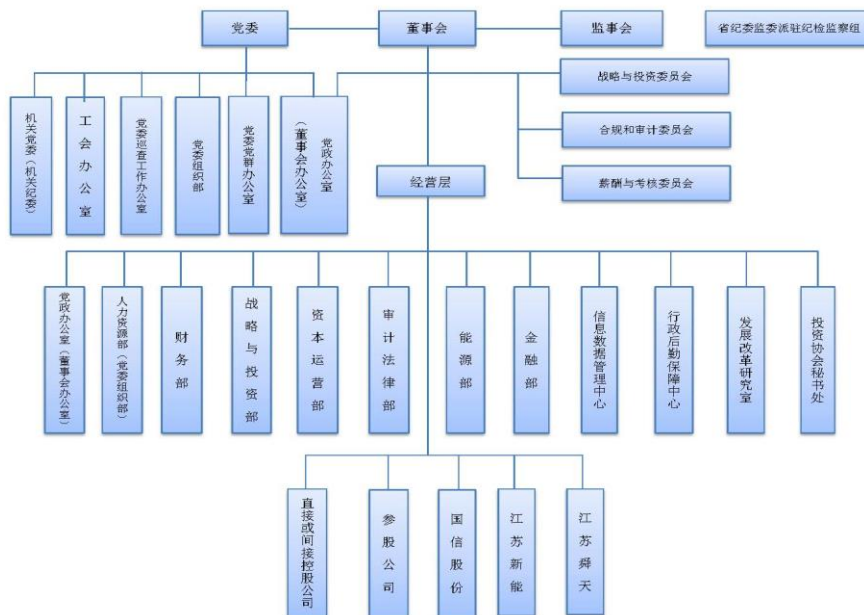 党委
董事会
监事会
省纪委监委派驻纪检监察组
战略与投资委员会
合规和审计委员会
薪酬与考核委员会
机关党委（机关纪委）
工会办公室
党委巡查工作办公室
党委组织部
党委党群办公室
党政办公室
（董事会办公室）
经营层
党政办公室（董事会办公室）
人力资源部（党委组织部）
财务部
战略与投资部
资本运营部
审计法律部
能源部
金融部
信息数据管理中心
行政后勤保障中心
发展改革研究室
投资协会秘书处
直接或间接控股公司
参股公司
国信股份
江苏新能
江苏舜天